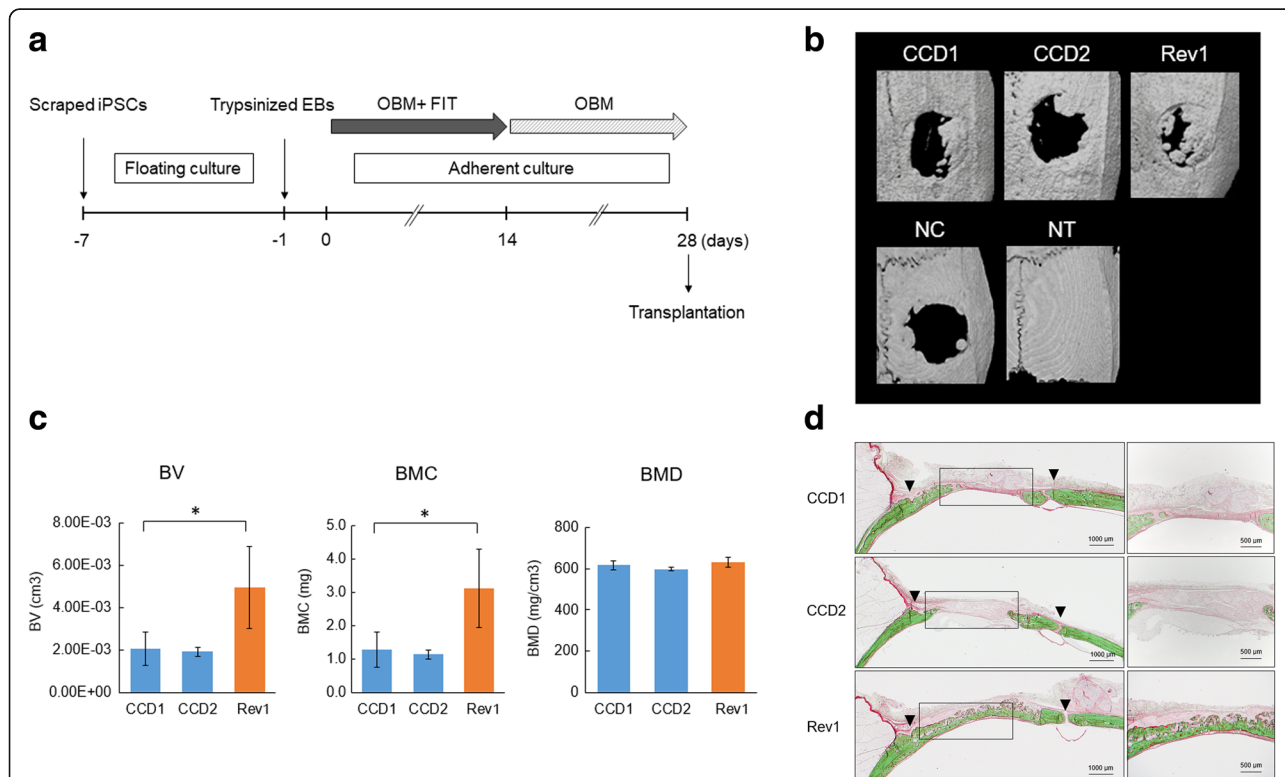 a
Scraped iPSCs
Trypsinized EBs
OBM+ FIT
OBM
Floating culture
Adherent culture
-7
-1
0
14
28 (days)
Transplantation
b
CCD1
CCD2
Rev1
NC
NT
c
BV
BV (cm3)
8.00E-03
6.00E-03
4.00E-03
2.00E-03
0.00E+00
*
CCD1
CCD2
Rev1
BMC
BMC (mg)
5.0
4.0
3.0
2.0
1.0
0.0
*
CCD1
CCD2
Rev1
BMD
BMD (mg/cm3)
800
600
400
200
0
CCD1
CCD2
Rev1
d
CCD1
1000 µm
500 µm
CCD2
1000 µm
500 µm
Rev1
1000 µm
500 µm